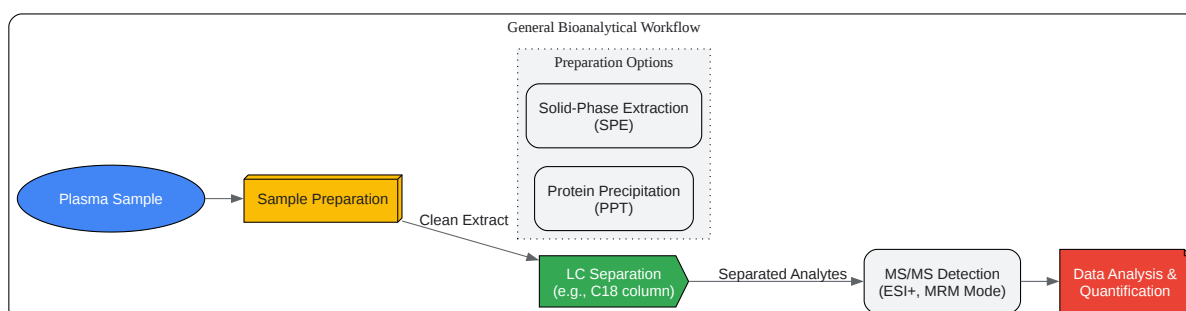 General Bioanalytical Workflow
Preparation Options
Solid-Phase Extraction
(SPE)
Protein Precipitation
(PPT)
Plasma Sample
Sample Preparation
Clean Extract
LC Separation
(e.g., C18 column)
Separated Analytes
MS/MS Detection
(ESI+, MRM Mode)
Data Analysis &
Quantification